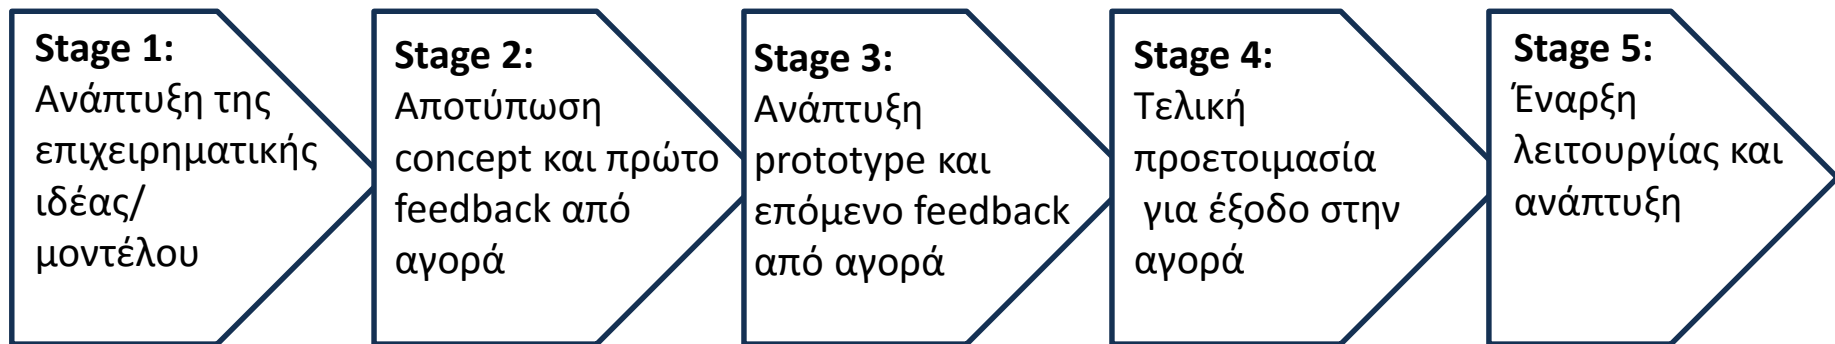 Stage 1:
Ανάπτυξη της
επιχειρηματικής
ιδέας/
μοντέλου
Stage 2:
Αποτύπωση
concept και πρώτο
feedback από
αγορά
Stage 3:
Ανάπτυξη
prototype και
επόμενο feedback
από αγορά
Stage 4:
Τελική
προετοιμασία
για έξοδο στην
αγορά
Stage 5:
Έναρξη
λειτουργίας και
ανάπτυξη